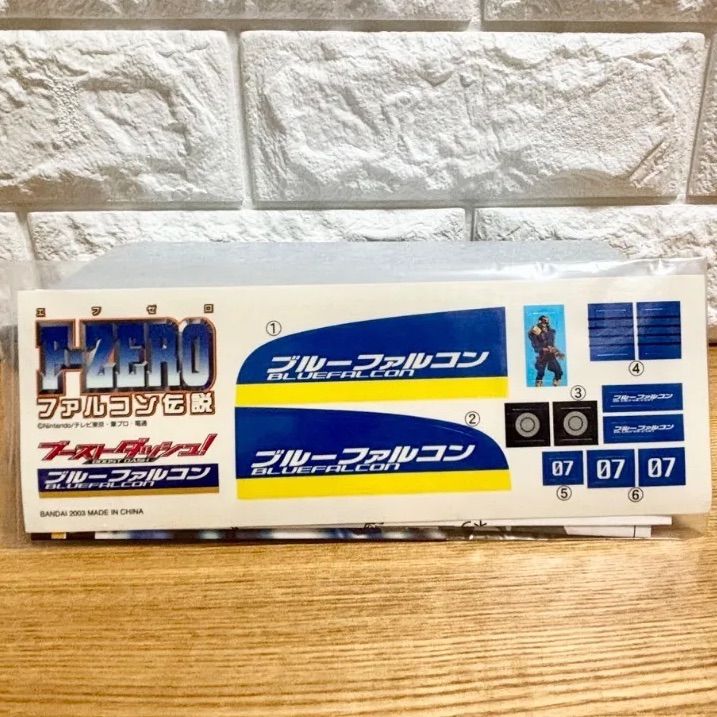 エフゼロ
F-ZERO
ファルコン伝説
©Nintendo/テレビ東京・葦プロ・電通
ブーストダッシュ!
BOOST DASH
ブルーファルコン
BLUEFALCON
BANDAI 2003 MADE IN CHINA
①
ブルーファルコン
BLUEFALCON
②
ブルーファルコン
BLUEFALCON
③
④
ブルーファルコン
BLUEFALCON
ブルーファルコン
BLUEFALCON
07
07
07
⑤
⑥